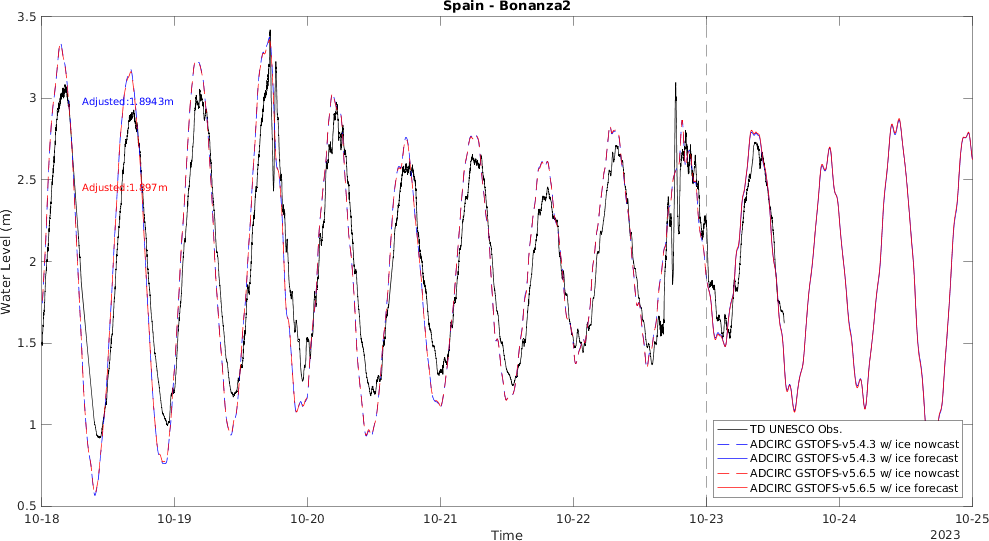 Spain - Bonanza2
3.5
3
2.5
2
1.5
1
0.5
Water Level (m)
Adjusted:1.8943m
Adjusted:1.897m
TD UNESCO Obs.
ADCIRC GSTOFS-v5.4.3 w/ ice nowcast
ADCIRC GSTOFS-v5.4.3 w/ ice forecast
ADCIRC GSTOFS-v5.6.5 w/ ice nowcast
ADCIRC GSTOFS-v5.6.5 w/ ice forecast
10-18 10-19 10-20 10-21 10-22 10-23 10-24 10-25
Time
2023